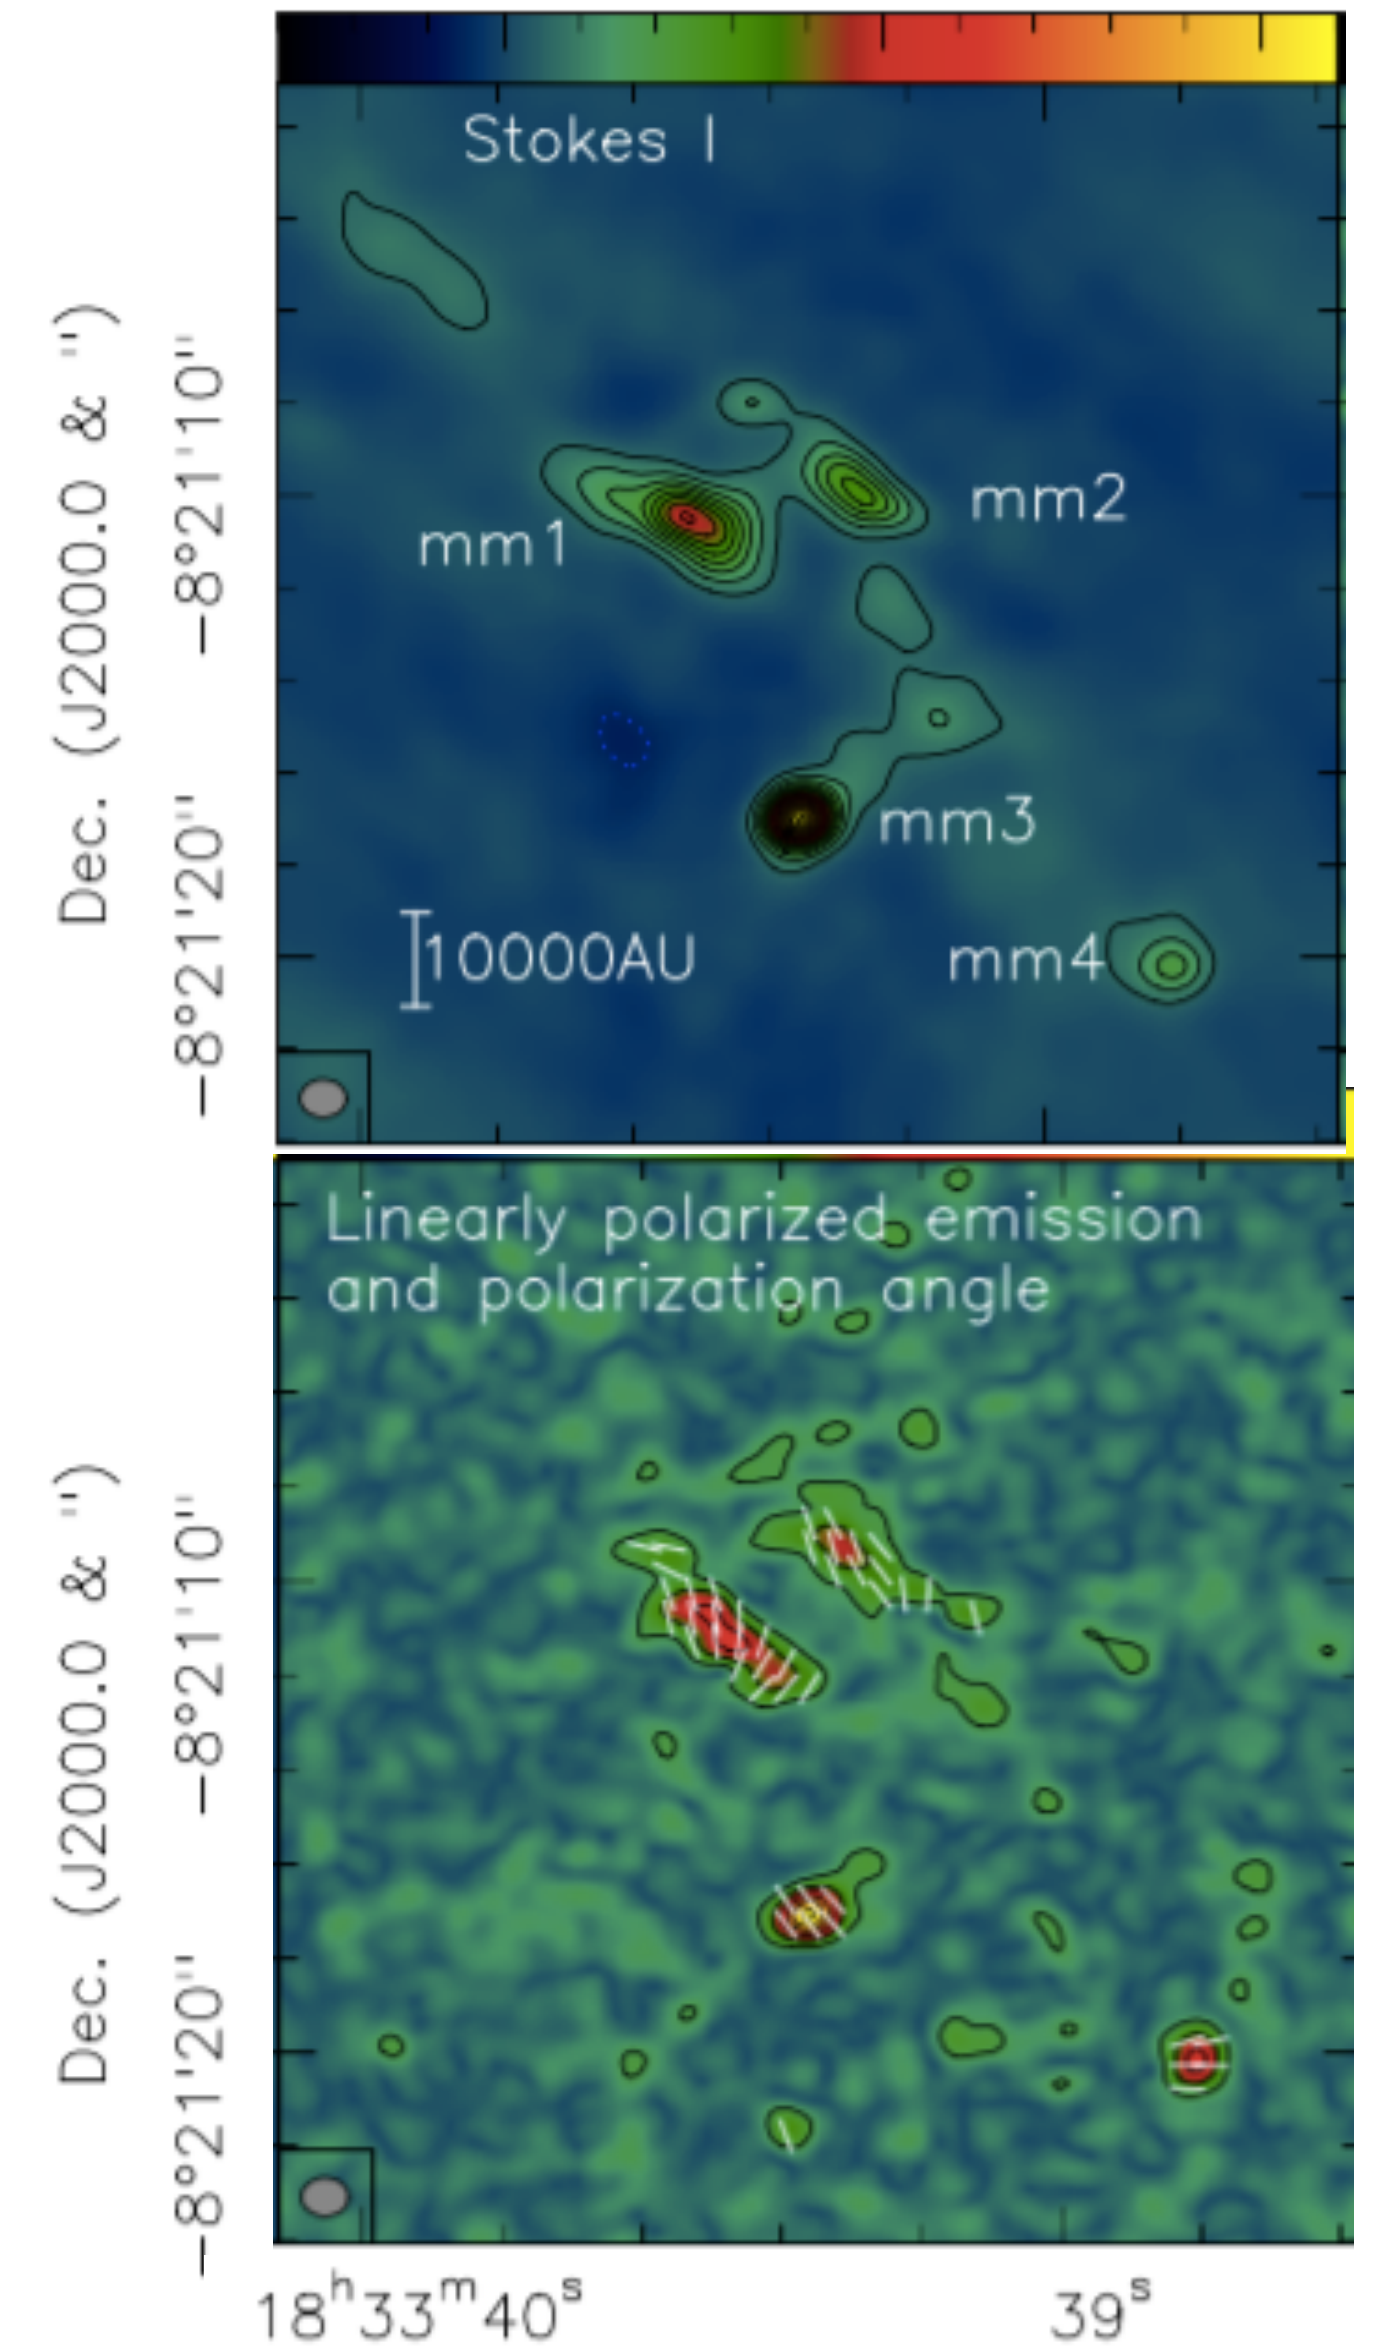 Stokes I
mm1
mm2
mm3
mm4
10000AU
Dec. (J2000.0 & '')
−8°21'10''
−8°21'20''
Linearly polarized emission
and polarization angle
Dec. (J2000.0 & '')
−8°21'10''
−8°21'20''
18ʰ33ᵐ40ˢ
39ˢ